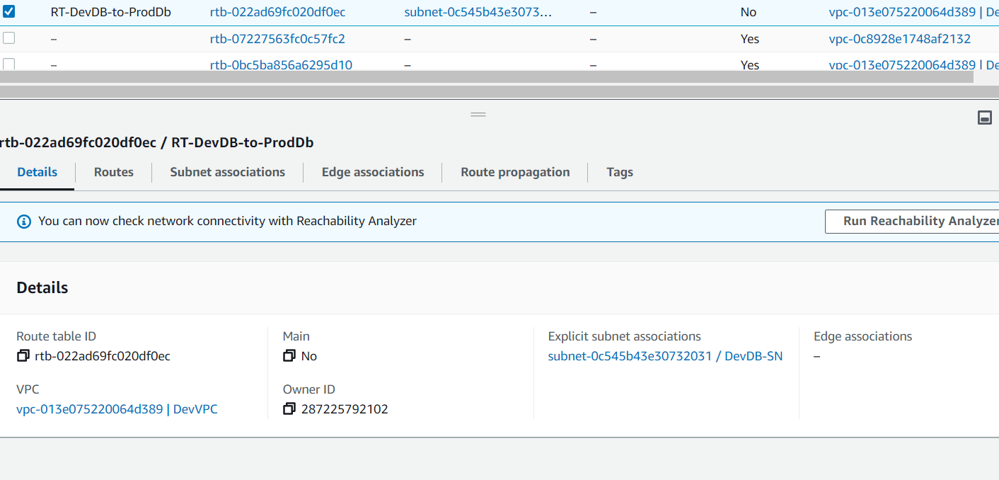 RT-DevDB-to-ProdDb rtb-022ad69fc020df0ec subnet-0c545b43e3073… – No vpc-013e075220064d389 | De
– rtb-07227563fc0c57fc2 – – Yes vpc-0c8928e1748af2132
– rtb-0bc5ba856a6295d10 – – Yes vpc-013e075220064d389 | De
rtb-022ad69fc020df0ec / RT-DevDB-to-ProdDb
Details Routes Subnet associations Edge associations Route propagation Tags
You can now check network connectivity with Reachability Analyzer Run Reachability Analyzer
Details
Route table ID Main Explicit subnet associations Edge associations
rtb-022ad69fc020df0ec No subnet-0c545b43e30732031 / DevDB-SN –
VPC Owner ID
vpc-013e075220064d389 | DevVPC 287225792102